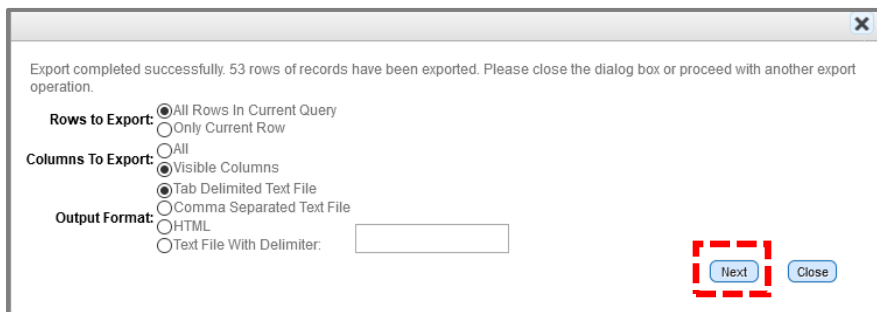 Export completed successfully. 53 rows of records have been exported. Please close the dialog box or proceed with another export
operation.
Rows to Export:
All Rows In Current Query
Only Current Row
Columns To Export:
All
Visible Columns
Output Format:
Tab Delimited Text File
Comma Separated Text File
HTML
Text File With Delimiter:
Next
Close